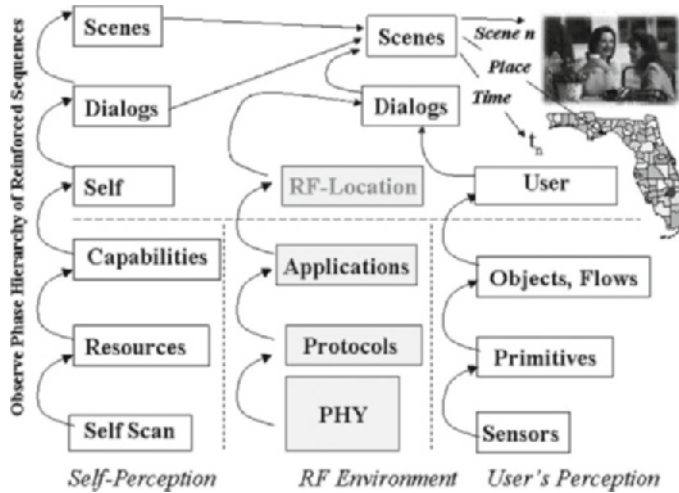 Observe Phase Hierarchy of Reinforced Sequences
Scenes
Scenes
Scene n
Place
Time
Dialogs
Dialogs
tn
Self
RF-Location
User
Capabilities
Applications
Objects, Flows
Resources
Protocols
Primitives
Self Scan
PHY
Sensors
Self-Perception
RF Environment
User's Perception